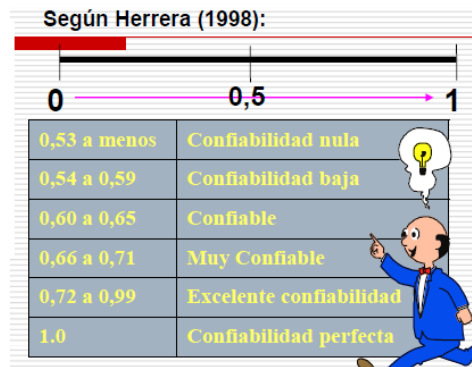 Según Herrera (1998):
0 0,5 1
0,53 a menos Confiabilidad nula
0,54 a 0,59 Confiabilidad baja
0,60 a 0,65 Confiable
0,66 a 0,71 Muy Confiable
0,72 a 0,99 Excelente confiabilidad
1.0 Confiabilidad perfecta